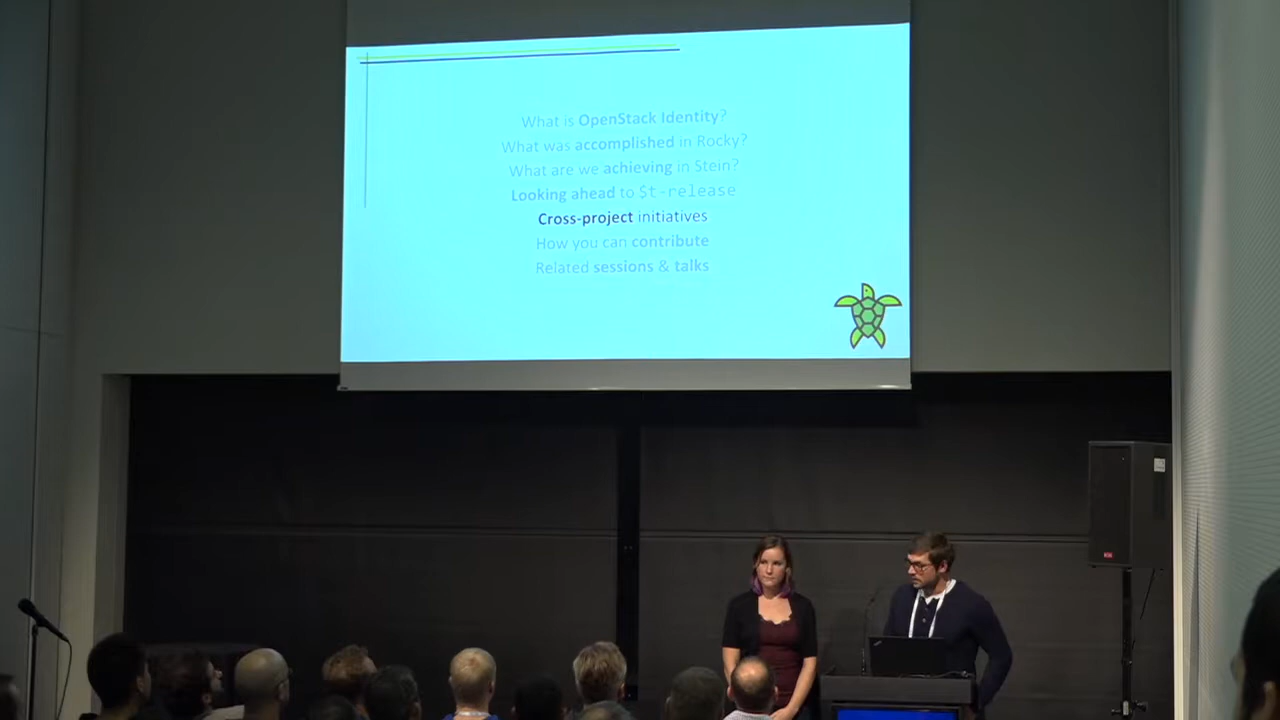 What is OpenStack Identity?
What was accomplished in Rocky?
What are we achieving in Stein?
Looking ahead to $t-release
Cross-project initiatives
How you can contribute
Related sessions & talks